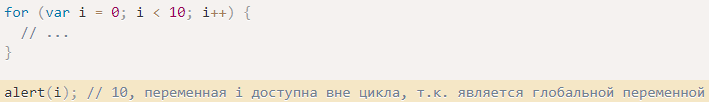 for (var i = 0; i < 10; i++) {
  // ...
}
alert(i); // 10, переменная i доступна вне цикла, т.к. является глобальной переменной